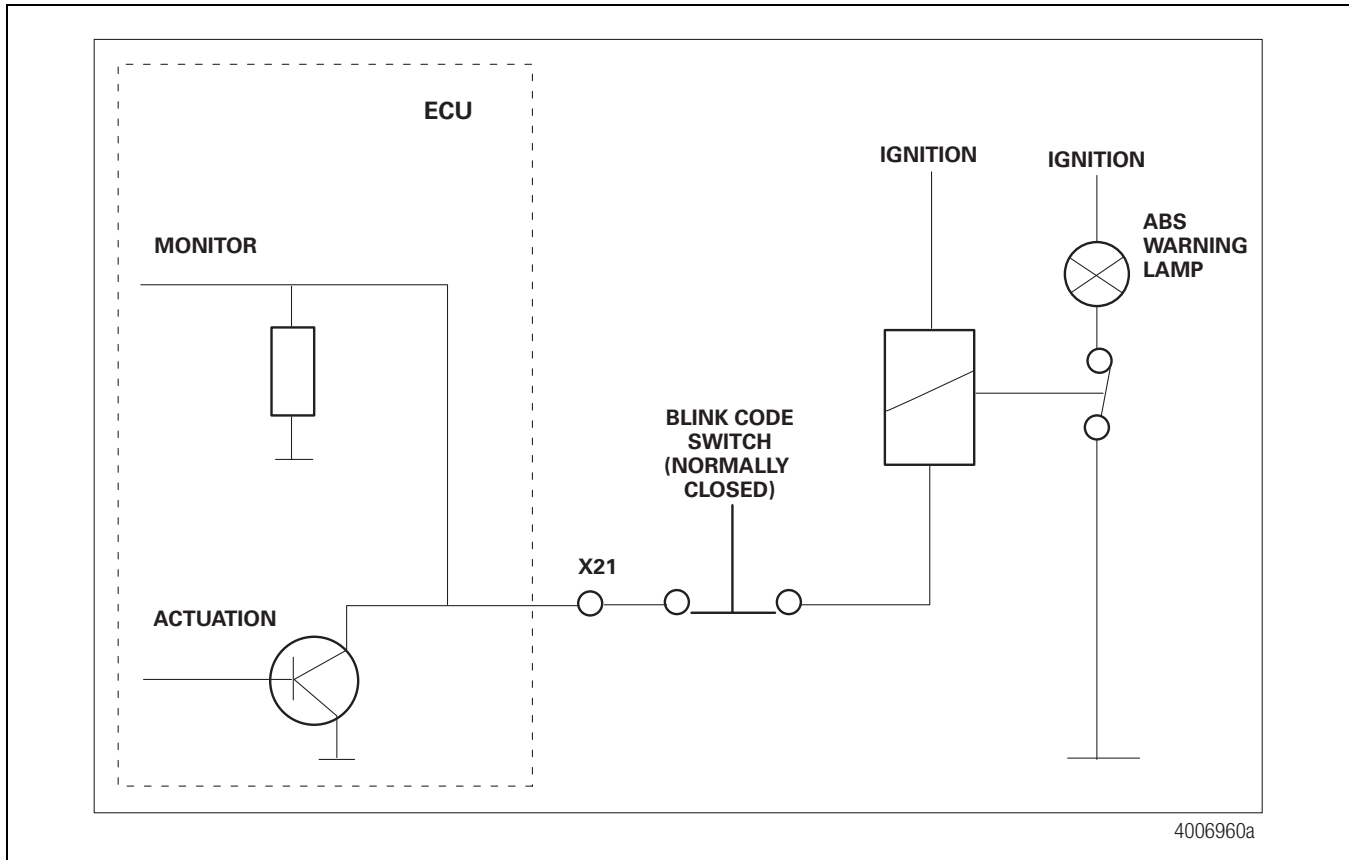 ECU
IGNITION
IGNITION
ABS
WARNING
LAMP
MONITOR
BLINK CODE
SWITCH
(NORMALLY
CLOSED)
X21
ACTUATION
4006960a